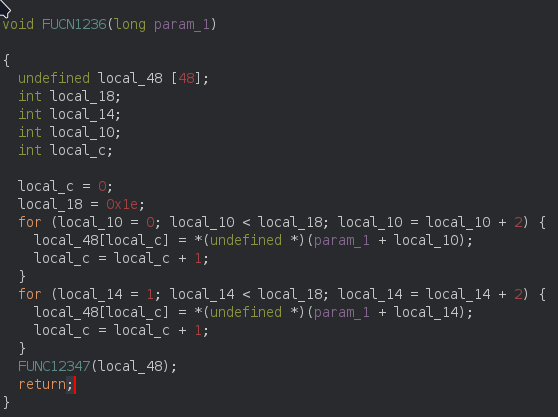 void FUCN1236(long param_1)
{
undefined local_48 [48];
int local_18;
int local_14;
int local_10;
int local_c;
local_c = 0;
local_18 = 0x1e;
for (local_10 = 0; local_10 < local_18; local_10 = local_10 + 2) {
local_48[local_c] = *(undefined *)(param_1 + local_10);
local_c = local_c + 1;
}
for (local_14 = 1; local_14 < local_18; local_14 = local_14 + 2) {
local_48[local_c] = *(undefined *)(param_1 + local_14);
local_c = local_c + 1;
}
FUNC12347(local_48);
return;
}